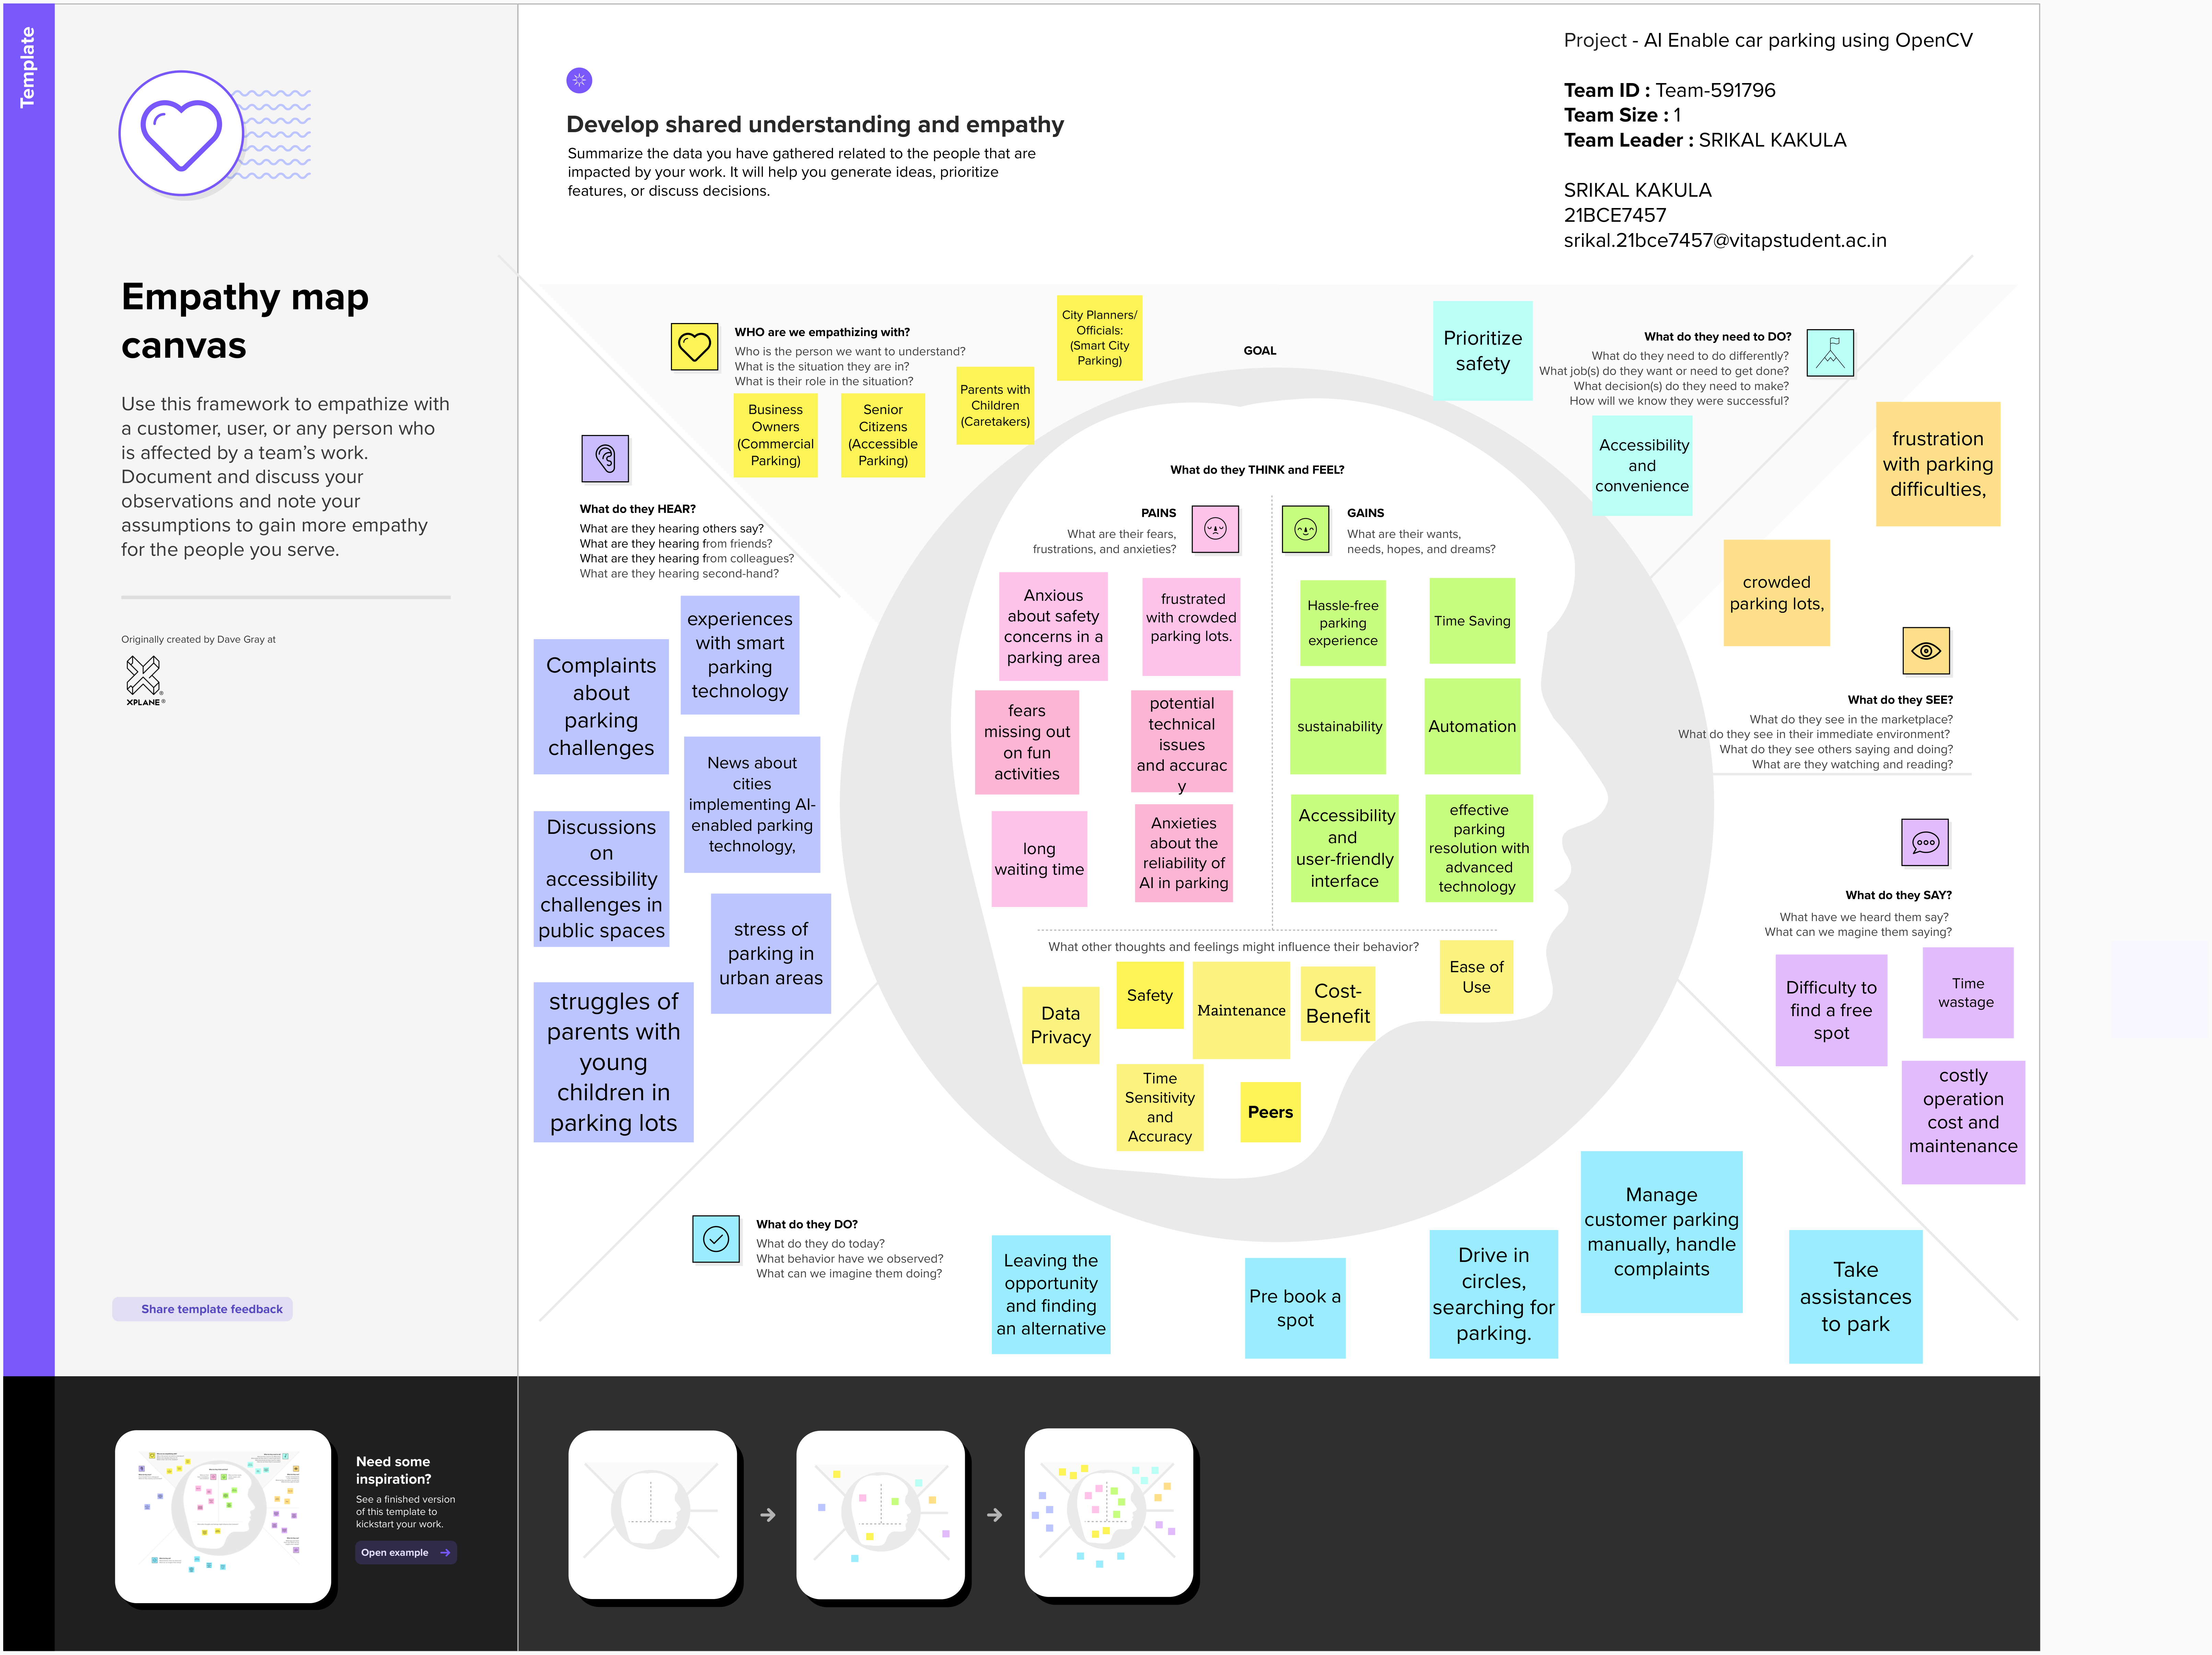 Template
Empathy map
canvas
Use this framework to empathize with
a customer, user, or any person who
is affected by a team's work.
Document and discuss your
observations and note your
assumptions to gain more empathy
for the people you serve.
Originally created by Dave Gray at
XPLANE®
Share template feedback
Need some
inspiration?
See a finished version
of this template to
kickstart your work.
Open example
Develop shared understanding and empathy
Summarize the data you have gathered related to the people that are
impacted by your work. It will help you generate ideas, prioritize
features, or discuss decisions.
Project - AI Enable car parking using OpenCV
Team ID : Team-591796
Team Size : 1
Team Leader : SRIKAL KAKULA
SRIKAL KAKULA
21BCE7457
srikal.21bce7457@vitapstudent.ac.in
WHO are we empathizing with?
Who is the person we want to understand?
What is the situation they are in?
What is their role in the situation?
Business
Owners
(Commercial
Parking)
Senior
Citizens
(Accessible
Parking)
Parents with
Children
(Caretakers)
City Planners/
Officials:
(Smart City
Parking)
GOAL
Prioritize
safety
What do they need to DO?
What do they need to do differently?
What job(s) do they want or need to get done?
What decision(s) do they need to make?
How will we know they were successful?
Accessibility
and
convenience
frustration
with parking
difficulties,
crowded
parking lots,
What do they SEE?
What do they see in the marketplace?
What do they see in their immediate environment?
What do they see others saying and doing?
What are they watching and reading?
What do they HEAR?
What are they hearing others say?
What are they hearing from friends?
What are they hearing from colleagues?
What are they hearing second-hand?
experiences
with smart
parking
technology
Complaints
about
parking
challenges
News about
cities
implementing AI-
enabled parking
technology,
Discussions
on
accessibility
challenges in
public spaces
stress of
parking in
urban areas
struggles of
parents with
young
children in
parking lots
What do they THINK and FEEL?
PAINS
What are their fears,
frustrations, and anxieties?
GAINS
What are their wants,
needs, hopes, and dreams?
Anxious
about safety
concerns in a
parking area
frustrated
with crowded
parking lots.
fears
missing out
on fun
activities
potential
technical
issues
and accurac
y
long
waiting time
Anxieties
about the
reliability of
AI in parking
Hassle-free
parking
experience
Time Saving
sustainability
Automation
Accessibility
and
user-friendly
interface
effective
parking
resolution with
advanced
technology
What other thoughts and feelings might influence their behavior?
Data
Privacy
Safety
Maintenance
Cost-
Benefit
Ease of
Use
Time
Sensitivity
and
Accuracy
Peers
What do they SAY?
What have we heard them say?
What can we magine them saying?
Difficulty to
find a free
spot
Time
wastage
costly
operation
cost and
maintenance
What do they DO?
What do they do today?
What behavior have we observed?
What can we imagine them doing?
Leaving the
opportunity
and finding
an alternative
Pre book a
spot
Drive in
circles,
searching for
parking.
Manage
customer parking
manually, handle
complaints
Take
assistances
to park